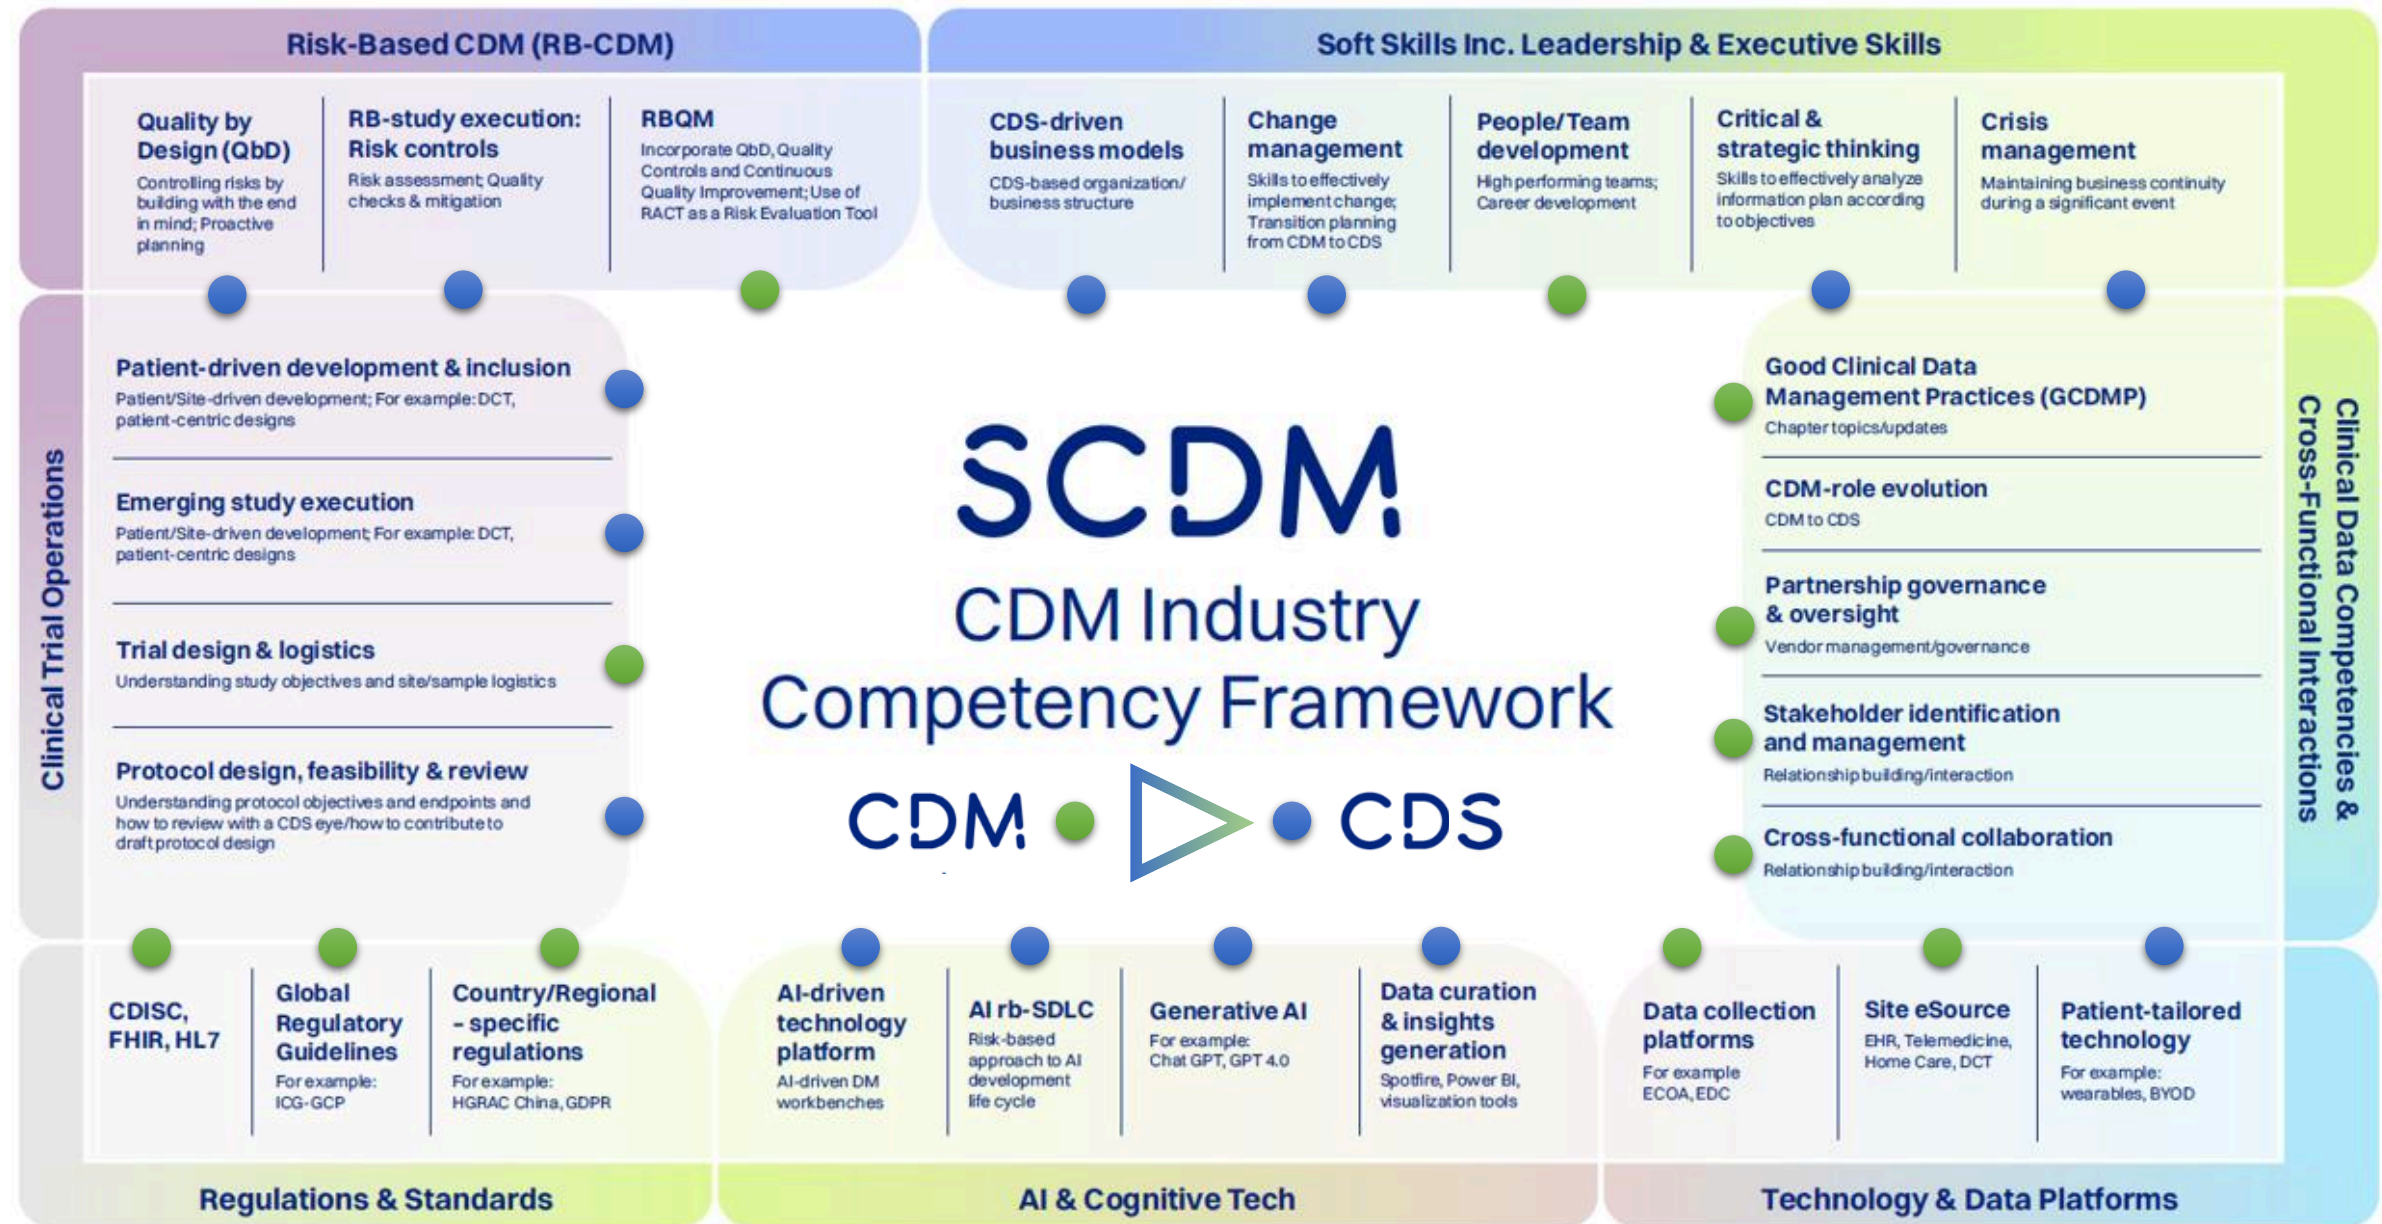 Risk-Based CDM (RB-CDM)
Quality by
Design (QbD)
Controlling risks by
building with the end
in mind; Proactive
planning
RB-study execution:
Risk controls
Risk assessment; Quality
checks & mitigation
RBQM
Incorporate QbD, Quality
Controls and Continuous
Quality Improvement; Use of
RACT as a Risk Evaluation Tool
Soft Skills Inc. Leadership & Executive Skills
CDS-driven
business models
CDS-based organization/
business structure
Change
management
Skills to effectively
implement change;
Transition planning
from CDM to CDS
People/Team
development
High performing teams;
Career development
Critical &
strategic thinking
Skills to effectively analyze
information plan according
to objectives
Crisis
management
Maintaining business continuity
during a significant event
Clinical Trial Operations
Patient-driven development & inclusion
Patient/Site-driven development; For example: DCT,
patient-centric designs
Emerging study execution
Patient/Site-driven development; For example: DCT,
patient-centric designs
Trial design & logistics
Understanding study objectives and site/sample logistics
Protocol design, feasibility & review
Understanding protocol objectives and endpoints and
how to review with a CDS eye/how to contribute to
draft protocol design
SCDM
CDM Industry
Competency Framework
CDM CDS
Clinical Data Competencies &
Cross-Functional Interactions
Good Clinical Data
Management Practices (GCDMP)
Chapter topics/updates
CDM-role evolution
CDM to CDS
Partnership governance
& oversight
Vendor management/governance
Stakeholder identification
and management
Relationship building/interaction
Cross-functional collaboration
Relationship building/interaction
CDISC,
FHIR, HL7
Global
Regulatory
Guidelines
For example:
ICG-GCP
Country/Regional
– specific
regulations
For example:
HGRAC China, GDPR
Regulations & Standards
AI-driven
technology
platform
AI-driven DM
workbenches
AI rb-SDLC
Risk-based
approach to AI
development
life cycle
Generative AI
For example:
Chat GPT, GPT 4.0
Data curation
& insights
generation
Spotfire, Power BI,
visualization tools
AI & Cognitive Tech
Data collection
platforms
For example
ECOA, EDC
Site eSource
EHR, Telemedicine,
Home Care, DCT
Patient-tailored
technology
For example:
wearables, BYOD
Technology & Data Platforms